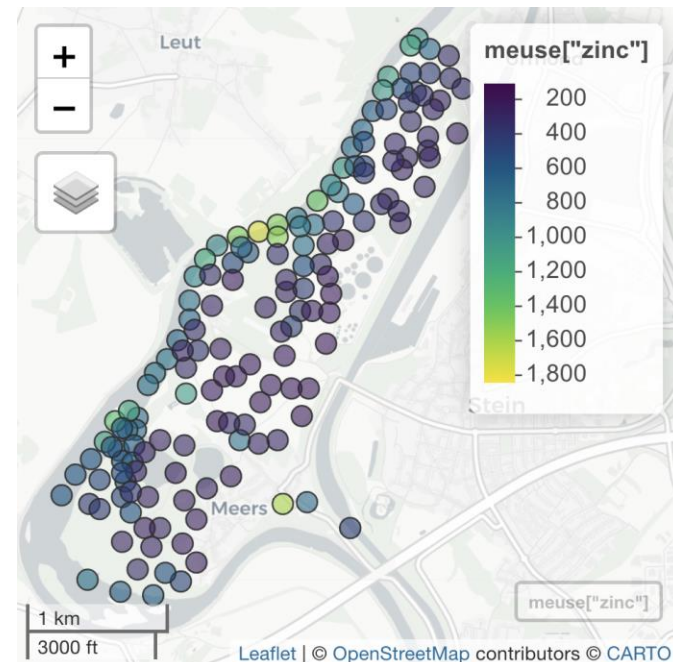 Leut
+
−
meuse["zinc"]
200
400
600
800
1,000
1,200
1,400
1,600
1,800
Stein
Meers
meuse["zinc"]
1 km
3000 ft
Leaflet | © OpenStreetMap contributors © CARTO